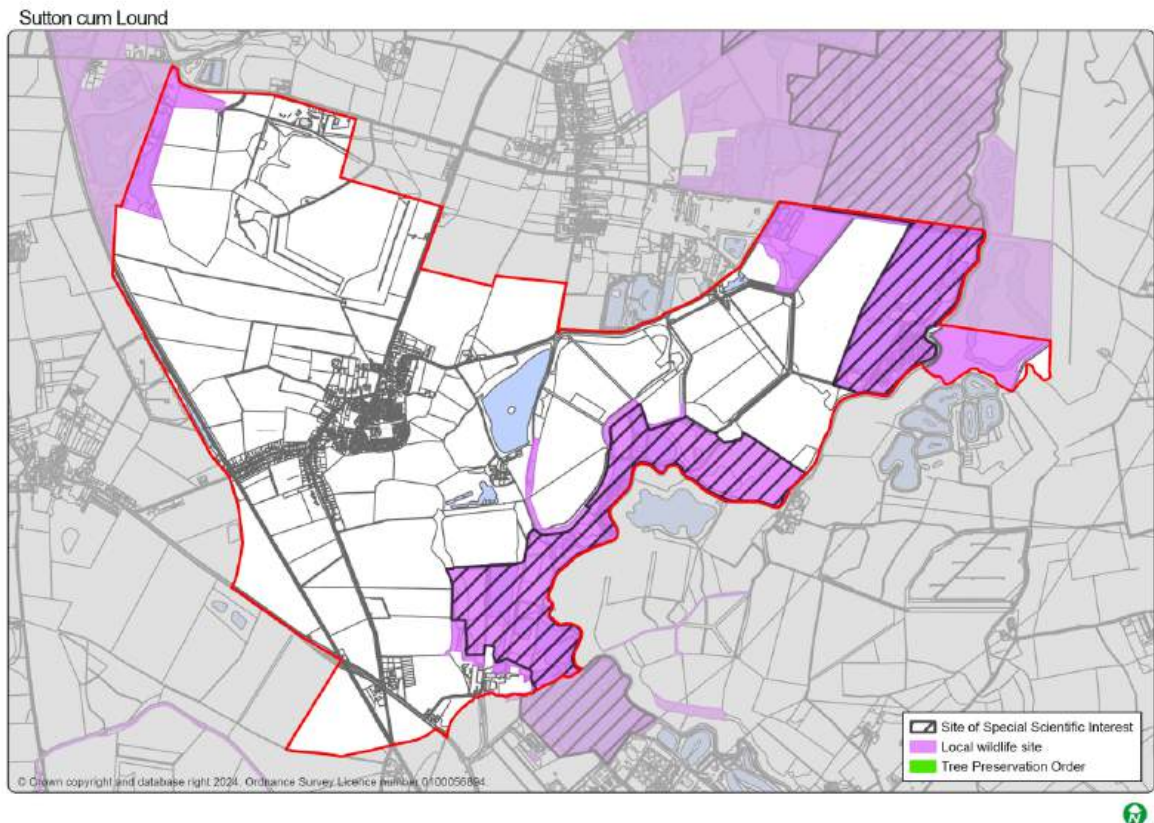 Sutton cum Lound
Site of Special Scientific Interest
Local wildlife site
Tree Preservation Order
© Crown copyright and database right 2024. Ordnance Survey Licence number 0100056894.
N